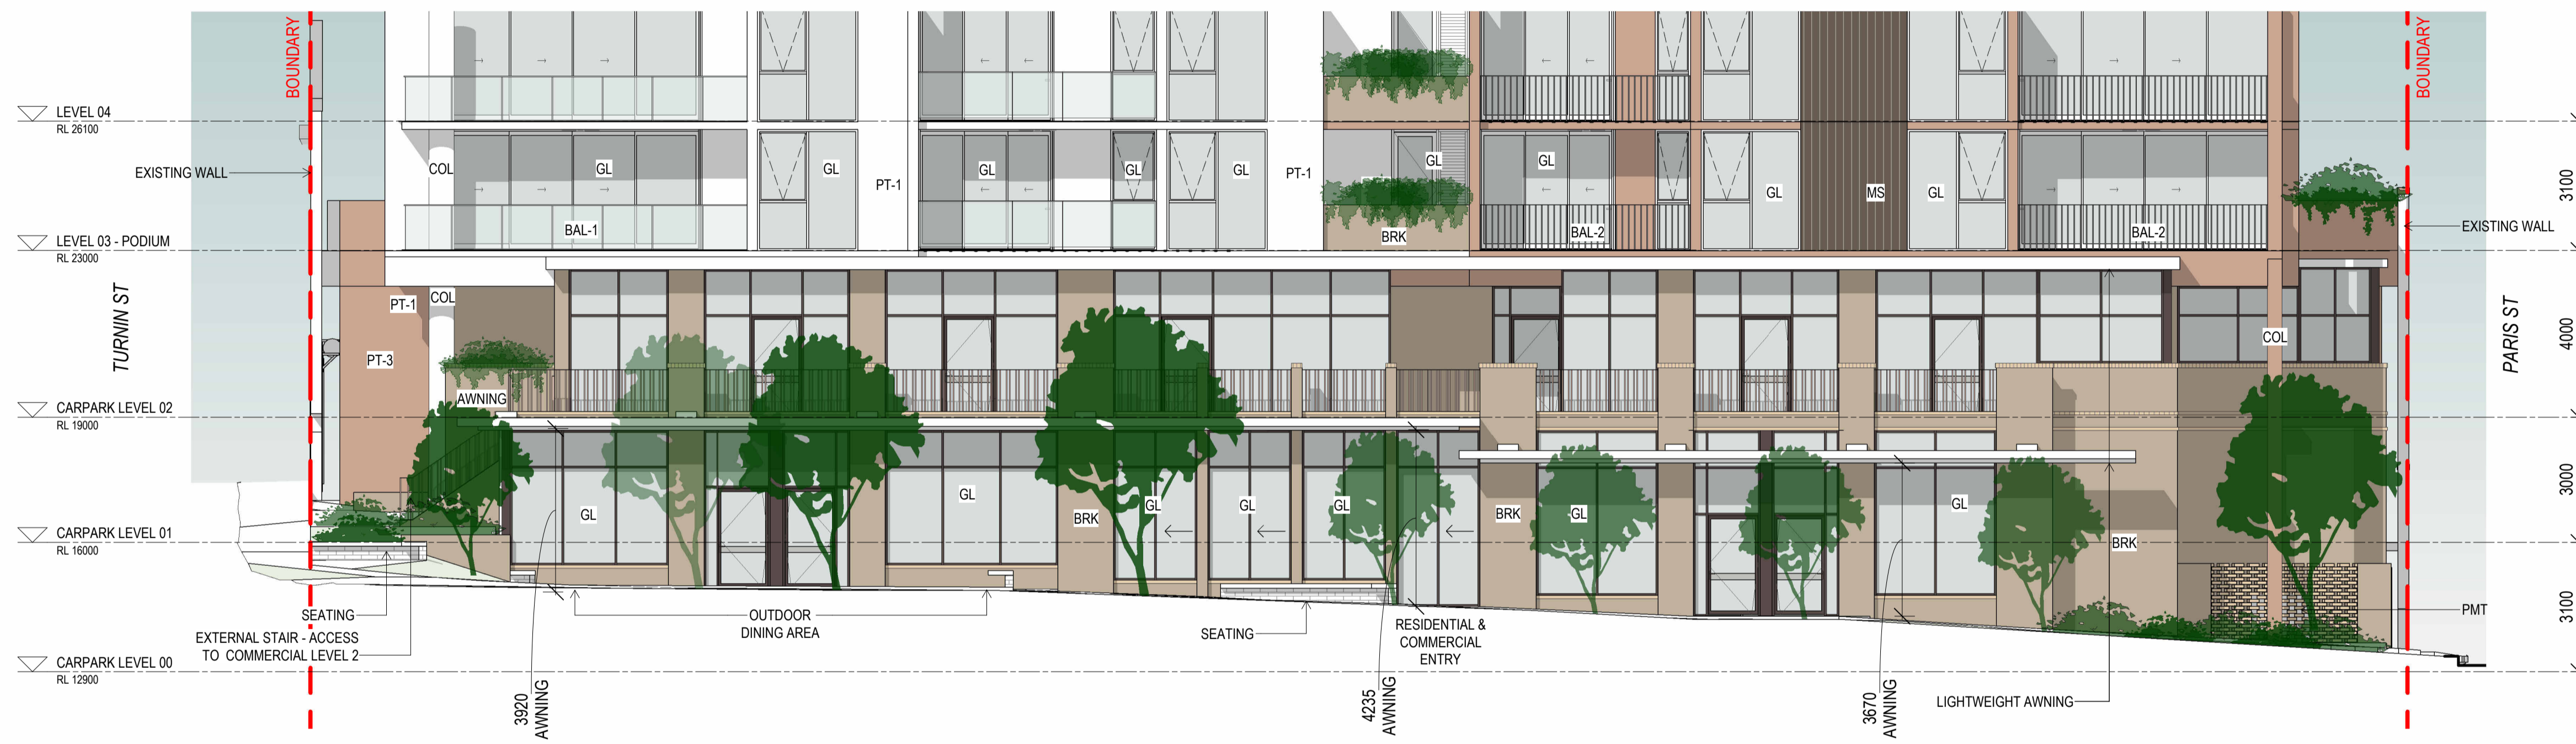 BOUNDARY
BOUNDARY
LEVEL 04
RL 26100
EXISTING WALL
COL
GL
GL
PT-1
GL
GL
GL
PT-1
GL
GL
GL
MS
GL
3100
BAL-1
BRK
BAL-2
BAL-2
EXISTING WALL
LEVEL 03 - PODIUM
RL 23000
TURNIN ST
PT-1
COL
PT-3
COL
PARIS ST
4000
AWNING
CARPARK LEVEL 02
RL 19000
GL
GL
BRK
GL
GL
GL
BRK
GL
GL
BRK
3000
CARPARK LEVEL 01
RL 16000
SEATING
EXTERNAL STAIR - ACCESS
TO COMMERCIAL LEVEL 2
OUTDOOR
DINING AREA
SEATING
RESIDENTIAL &
COMMERCIAL
ENTRY
PMT
3100
CARPARK LEVEL 00
RL 12900
3920
AWNING
4235
AWNING
3670
AWNING
LIGHTWEIGHT AWNING